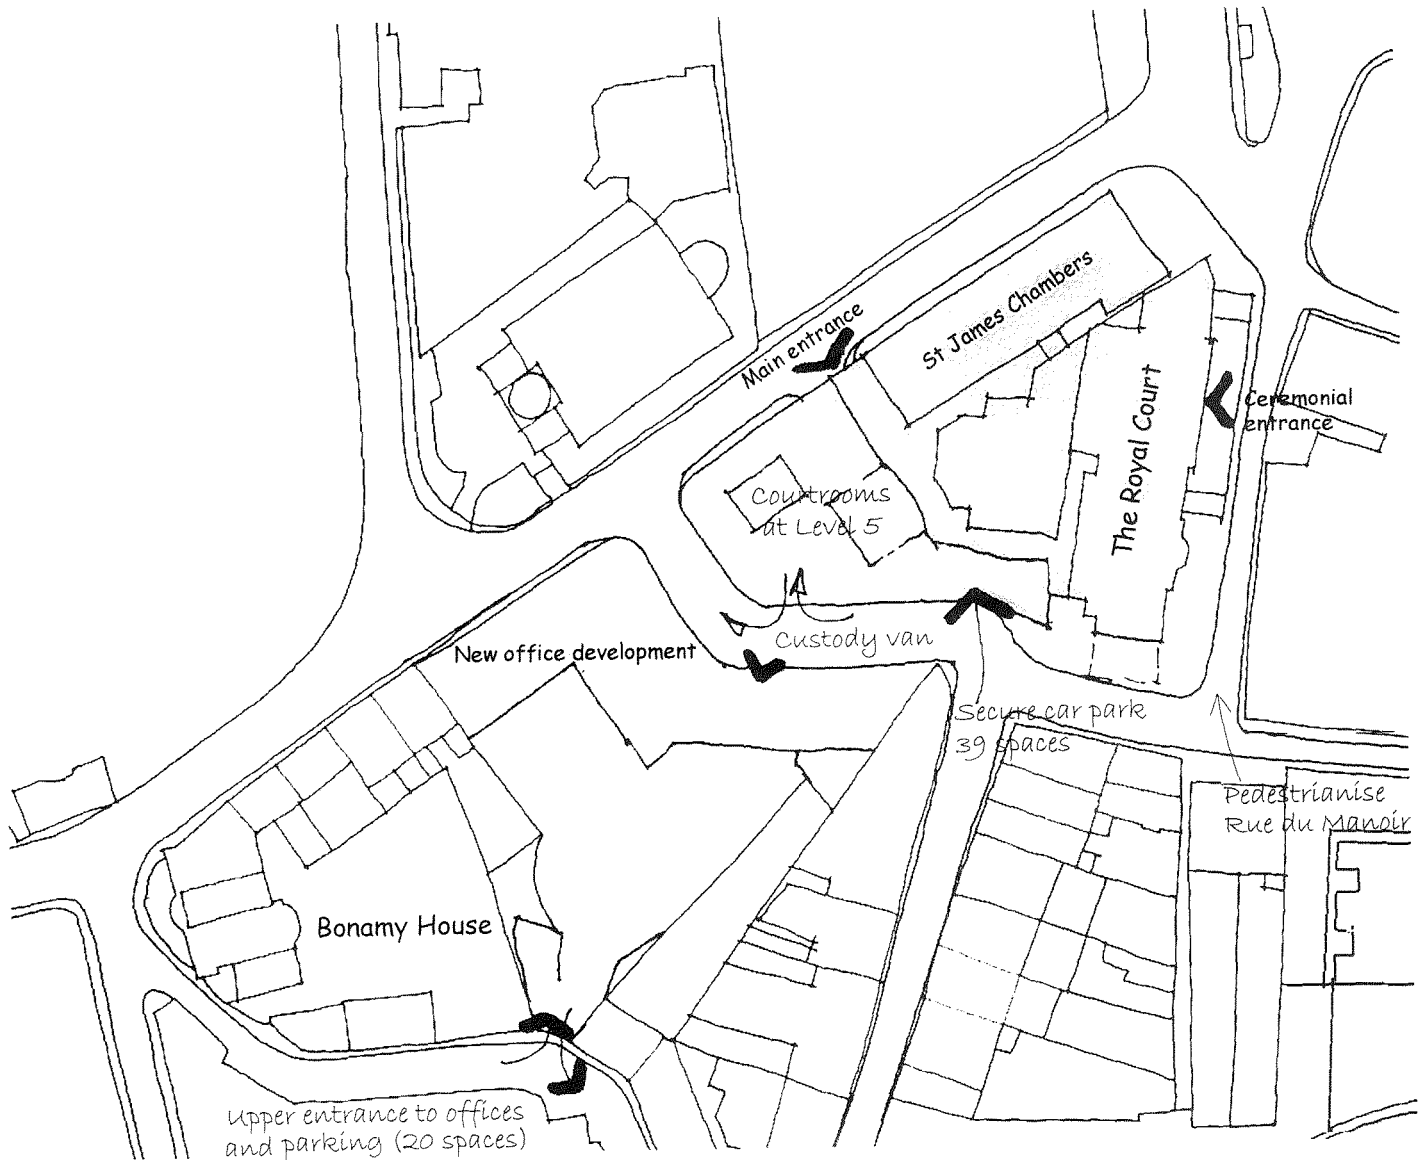 Main entrance
St James Chambers
The Royal Court
Ceremonial
entrance
Courtrooms
at Level 5
Custody van
New office development
Secure car park
39 spaces
Pedestrianise
Rue du Manoir
Bonamy House
Upper entrance to offices
and parking (20 spaces)